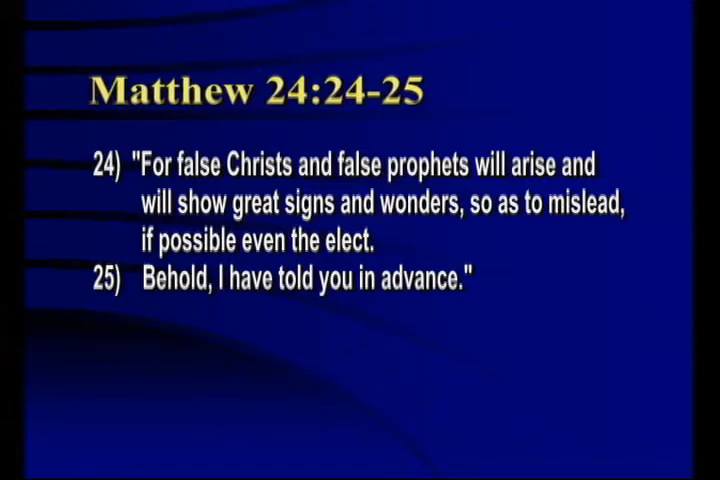 Matthew 24:24-25
24) "For false Christs and false prophets will arise and
will show great signs and wonders, so as to mislead,
if possible even the elect.
25) Behold, I have told you in advance."